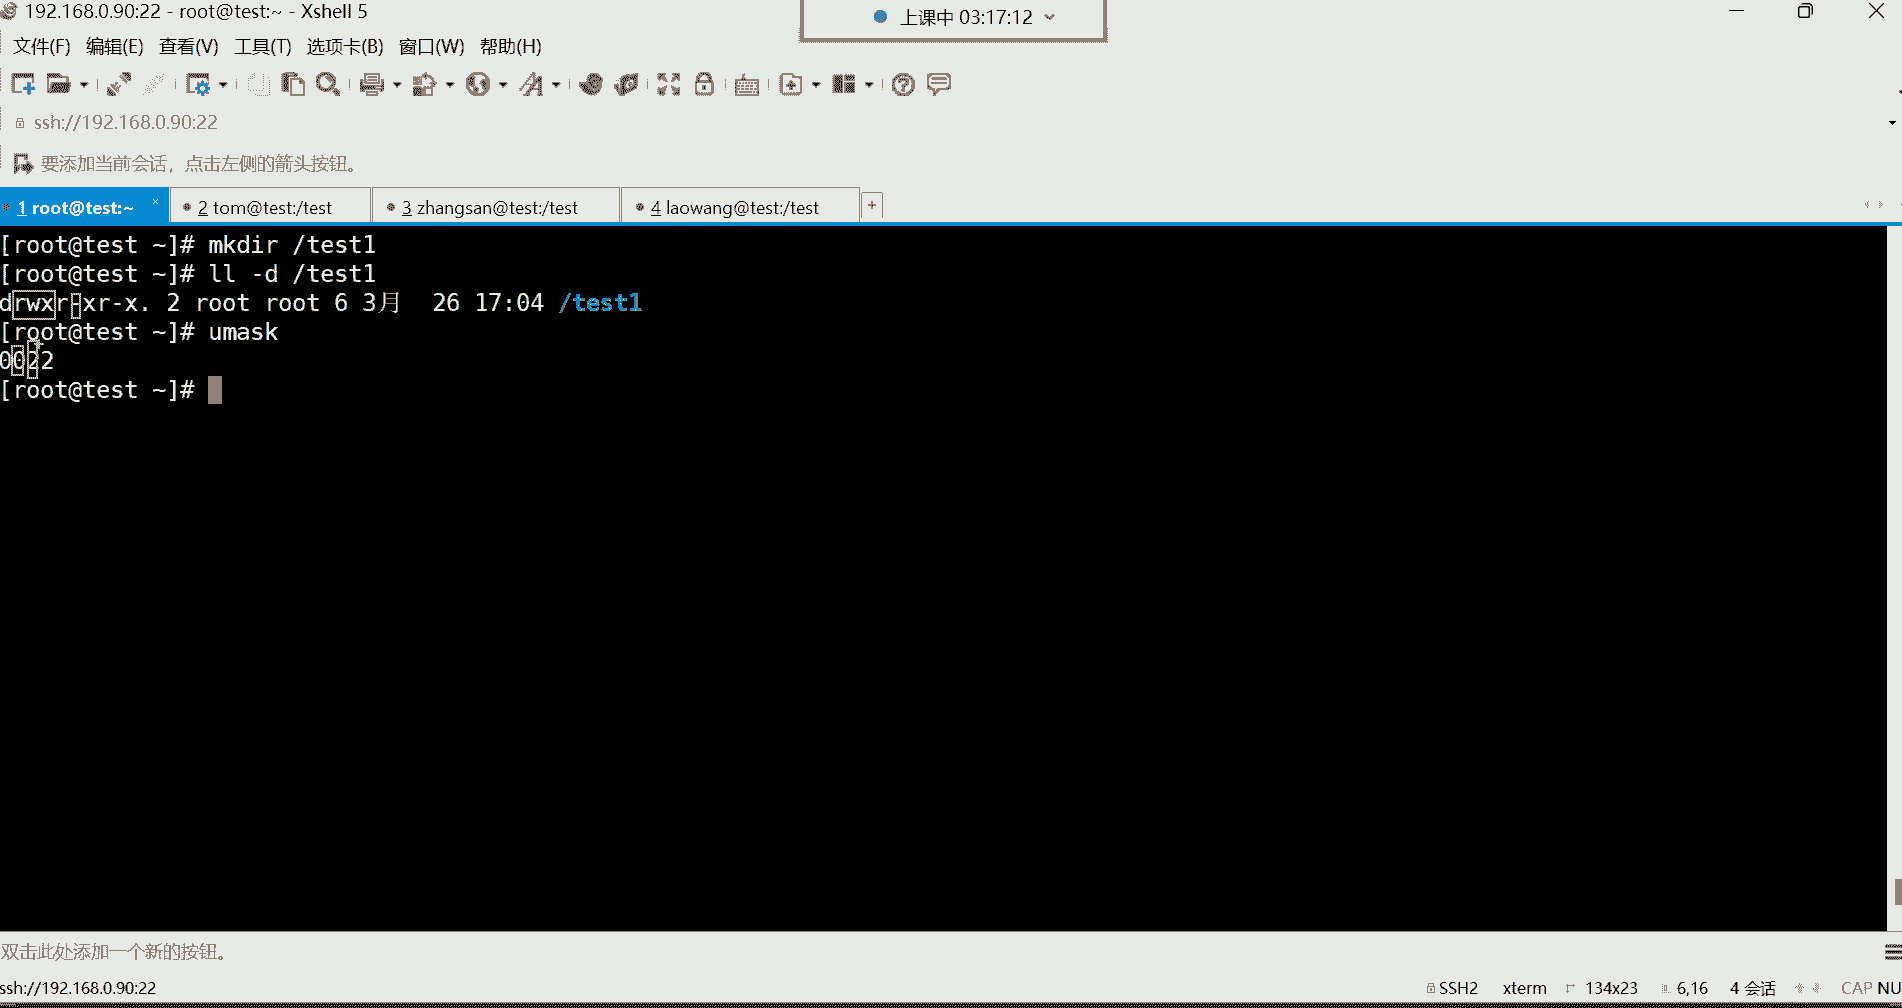 192.168.0.90:22 - root@test:~ - Xshell 5
上课中 03:17:12
文件(F) 编辑(E) 查看(V) 工具(T) 选项卡(B) 窗口(W) 帮助(H)
ssh://192.168.0.90:22
要添加当前会话，点击左侧的箭头按钮。
1 root@test:~ × 2 tom@test:/test 3 zhangsan@test:/test 4 laowang@test:/test +
[root@test ~]# mkdir /test1
[root@test ~]# ll -d /test1
drwxr-xr-x. 2 root root 6 3月 26 17:04 /test1
[root@test ~]# umask
0022
[root@test ~]#
双击此处添加一个新的按钮。
ssh://192.168.0.90:22 SSH2 xterm 134x23 6,16 4 会话 CAP NU